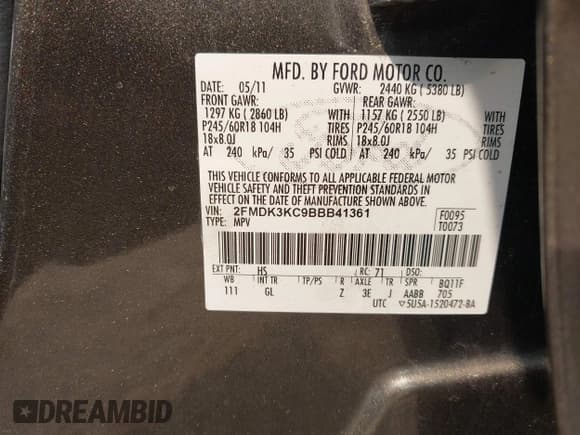 MFD. BY FORD MOTOR CO.
DATE: 05/11 GVWR: 2440 KG ( 5380 LB)
FRONT GAWR: REAR GAWR:
1297 KG ( 2860 LB) WITH 1157 KG ( 2550 LB) WITH
P245/60R18 104H TIRES P245/60R18 104H TIRES
18x8.0J RIMS 18x8.0J RIMS
AT 240 kPa/ 35 PSI COLD AT 240 kPa/ 35 PSI COLD
THIS VEHICLE CONFORMS TO ALL APPLICABLE FEDERAL MOTOR
VEHICLE SAFETY AND THEFT PREVENTION STANDARDS IN
EFFECT ON THE DATE OF MANUFACTURE SHOWN ABOVE.
VIN: 2FMDK3KC9BBB41361 F0095
TYPE: MPV T0073
EXT PNT: HS RC: 71 DSO:
WB INT TR TP/PS R AXLE TR SPR BQ11F
111 GL Z 3E J AABB 705
UTC ▽5U5A-1520472-BA
DREAMBID